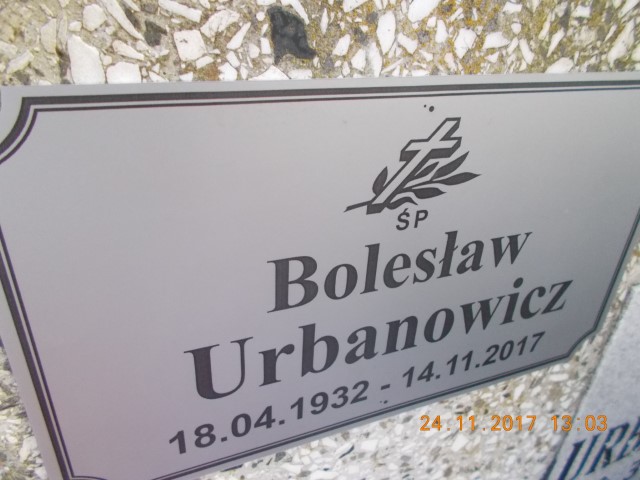 ŚP
Bolesław
Urbanowicz
18.04.1932 - 14.11.2017
24.11.2017 13:03